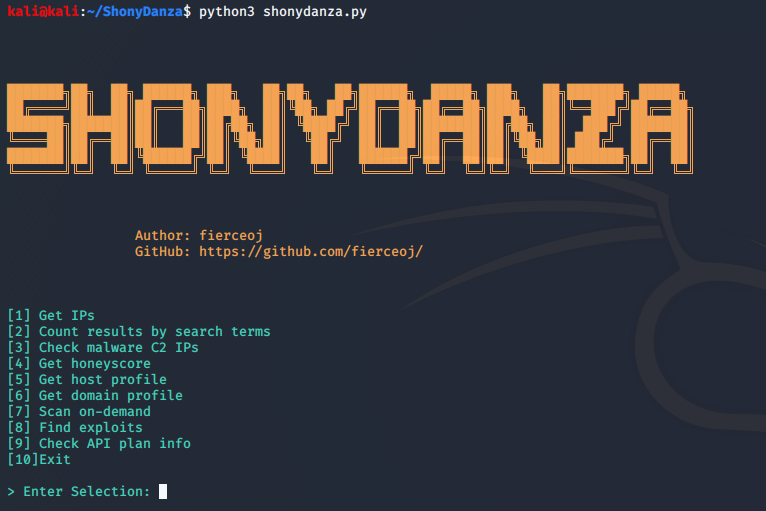 kali@kali:~/ShonyDanza$ python3 shonydanza.py
SHONYDANZA
Author: fierceoj
GitHub: https://github.com/fierceoj/
[1] Get IPs
[2] Count results by search terms
[3] Check malware C2 IPs
[4] Get honeyscore
[5] Get host profile
[6] Get domain profile
[7] Scan on-demand
[8] Find exploits
[9] Check API plan info
[10]Exit
> Enter Selection: